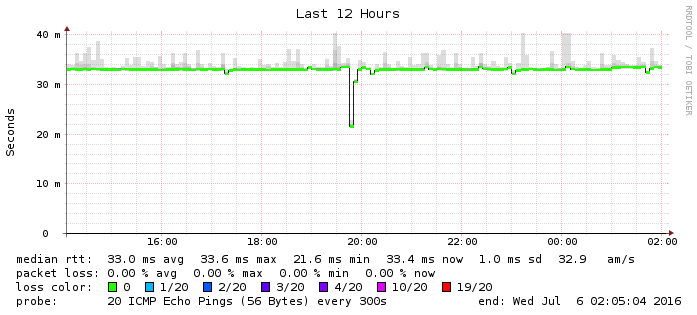 Last 12 Hours
RRDTOOL / TOBI OETIKER
Seconds
40 m
30 m
20 m
10 m
0
16:00 18:00 20:00 22:00 00:00 02:00
median rtt: 33.0 ms avg 33.6 ms max 21.6 ms min 33.4 ms now 1.0 ms sd 32.9 am/s
packet loss: 0.00 % avg 0.00 % max 0.00 % min 0.00 % now
loss color: 0 1/20 2/20 3/20 4/20 10/20 19/20
probe: 20 ICMP Echo Pings (56 Bytes) every 300s end: Wed Jul 6 02:05:04 2016